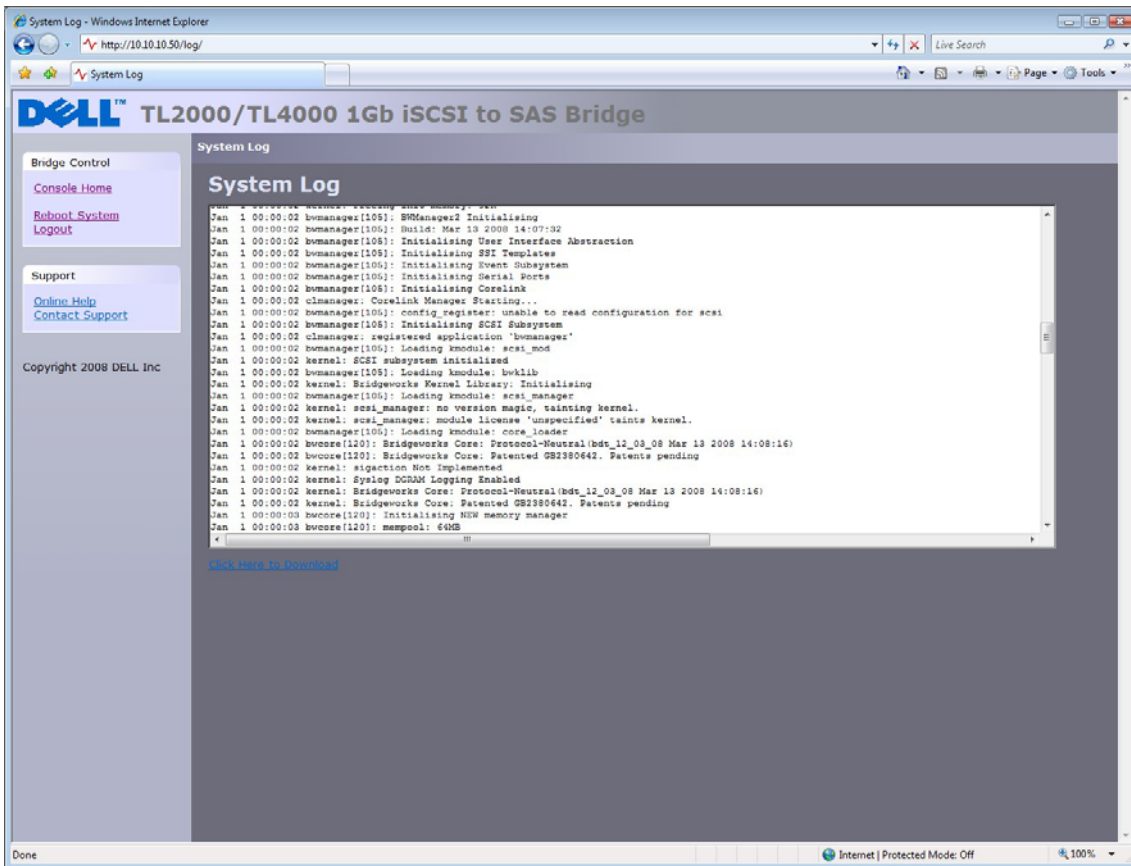 System Log - Windows Internet Explorer
http://10.10.10.50/log/
Live Search
System Log
Page
Tools
DELL™ TL2000/TL4000 1Gb iSCSI to SAS Bridge
System Log
Bridge Control
Console Home
Reboot System
Logout
Support
Online Help
Contact Support
Copyright 2008 DELL Inc
System Log
Jan 1 00:00:02 bwmanager[105]: BWManager2 Initialising
Jan 1 00:00:02 bwmanager[105]: Build: Mar 13 2008 14:07:32
Jan 1 00:00:02 bwmanager[105]: Initialising User Interface Abstraction
Jan 1 00:00:02 bwmanager[105]: Initialising SSI Templates
Jan 1 00:00:02 bwmanager[105]: Initialising Event Subsystem
Jan 1 00:00:02 bwmanager[105]: Initialising Serial Ports
Jan 1 00:00:02 bwmanager[105]: Initialising Corelink
Jan 1 00:00:02 clmanager: Corelink Manager Starting...
Jan 1 00:00:02 bwmanager[105]: config_register: unable to read configuration for scsi
Jan 1 00:00:02 bwmanager[105]: Initialising SCSI Subsystem
Jan 1 00:00:02 clmanager: registered application 'bwmanager'
Jan 1 00:00:02 bwmanager[105]: Loading kmodule: scsi_mod
Jan 1 00:00:02 kernel: SCSI subsystem initialized
Jan 1 00:00:02 bwmanager[105]: Loading kmodule: bwklib
Jan 1 00:00:02 kernel: Bridgeworks Kernel Library: Initialising
Jan 1 00:00:02 bwmanager[105]: Loading kmodule: scsi_manager
Jan 1 00:00:02 kernel: scsi_manager: no version magic, tainting kernel.
Jan 1 00:00:02 kernel: scsi_manager: module license 'unspecified' taints kernel.
Jan 1 00:00:02 bwmanager[105]: Loading kmodule: core_loader
Jan 1 00:00:02 bwcore[120]: Bridgeworks Core: Protocol-Neutral(bdt_12_03_08 Mar 13 2008 14:08:16)
Jan 1 00:00:02 bwcore[120]: Bridgeworks Core: Patented GB2380642. Patents pending
Jan 1 00:00:02 kernel: sigaction Not Implemented
Jan 1 00:00:02 kernel: Syslog DGRAM Logging Enabled
Jan 1 00:00:02 kernel: Bridgeworks Core: Protocol-Neutral(bdt_12_03_08 Mar 13 2008 14:08:16)
Jan 1 00:00:02 kernel: Bridgeworks Core: Patented GB2380642. Patents pending
Jan 1 00:00:03 bwcore[120]: Initialising NEW memory manager
Jan 1 00:00:03 bwcore[120]: mempool: 64MB
Click Here to Download
Done
Internet | Protected Mode: Off
100%